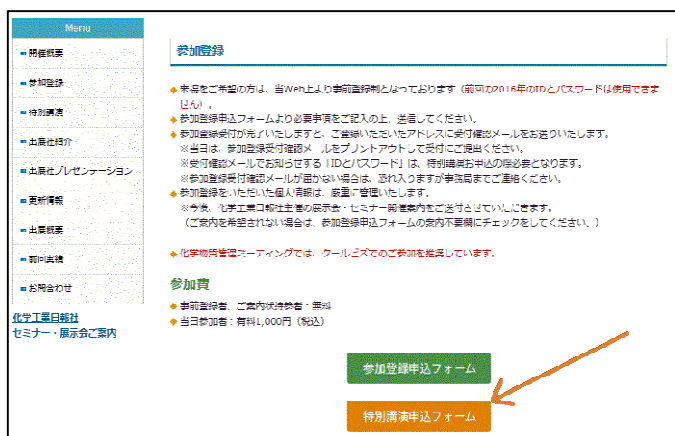 Menu
開催概要
参加登録
特別講演
出展社紹介
出展社プレゼンテーション
更新情報
出展概要
前回実績
お問合わせ
化学工業日報社
セミナー・展示会ご案内
参加登録
来場をご希望の方は、当Web上より事前登録制となっております（前回の2016年のIDとパスワードは使用できま
せん）。
参加登録申込フォームより必要事項をご記入の上、送信してください。
参加登録受付が完了いたしますと、ご登録いただいたアドレスに受付確認メールをお送りいたします。
※当日は、参加登録受付確認メールをプリントアウトして受付にご提出ください。
※受付確認メールでお知らせする「IDとパスワード」は、特別講演お申込の際必要となります。
※参加登録受付確認メールが届かない場合は、恐れ入りますが事務局までご連絡ください。
参加登録をいただいた個人情報は、厳重に管理いたします。
※今後、化学工業日報社主催の展示会・セミナー開催案内をご送付させていただきます。
（ご案内を希望されない場合は、参加登録申込フォームの案内不要欄にチェックをしてください。）
化学物質管理ミーティングでは、クールビズでのご参加を推奨しています。
参加費
事前登録者、ご案内状持参者：無料
当日参加者：有料1,000円（税込）
参加登録申込フォーム
特別講演申込フォーム